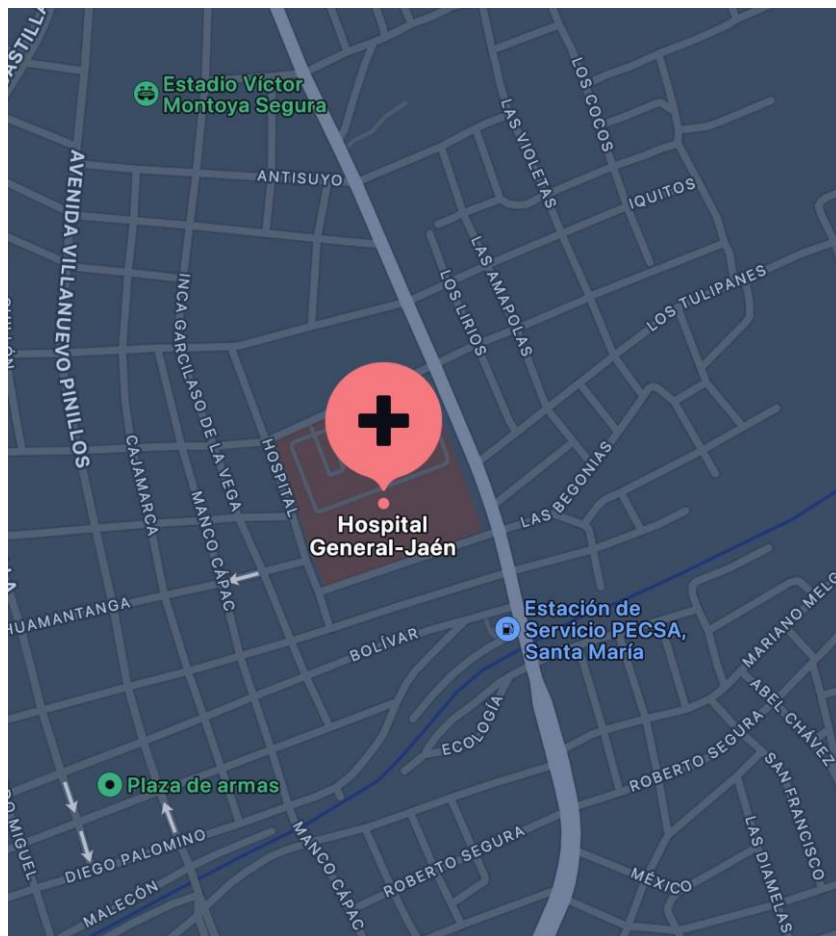 CASTILLA
Estadio Víctor
Montoya Segura
LOS COCOS
LAS VIOLETAS
AVENIDA VILLANUEVO PINILLOS
ANTISUYO
IQUITOS
INCA GARCILASO DE LA VEGA
LAS AMAPOLAS
LOS LIRIOS
LOS TULIPANES
HOSPITAL
CAJAMARCA
MANCO CÁPAC
Hospital
General-Jaén
LAS BEGONIAS
HUAMANTANGA
BOLÍVAR
Estación de
Servicio PECSA,
Santa María
MARIANO MELG
ABEL CHÁVEZ
ECOLOGÍA
ROBERTO SEGURA
Plaza de armas
SAN FRANCISCO
MIGUEL
DIEGO PALOMINO
MANCO CÁPAC
ROBERTO SEGURA
MÉXICO
LAS DIAMELAS
MALECÓN